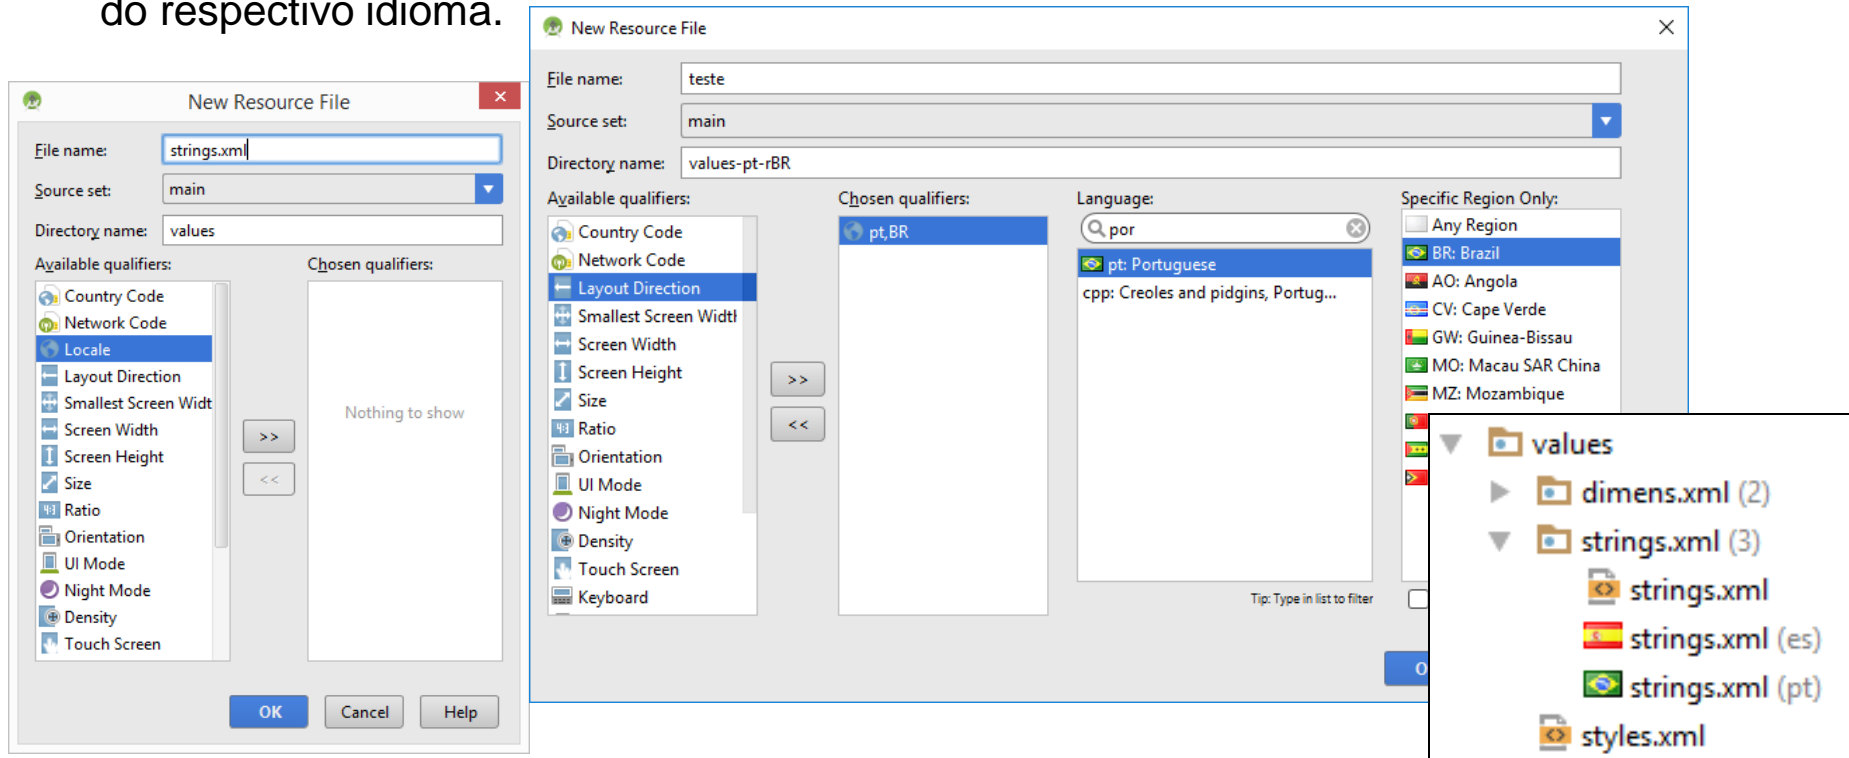 do respectivo idioma.
New Resource File
File name:
strings.xml
Source set:
main
Directory name:
values
Available qualifiers:
Chosen qualifiers:
Country Code
Network Code
Locale
Layout Direction
Smallest Screen Widt
Screen Width
Screen Height
Size
Ratio
Orientation
UI Mode
Night Mode
Density
Touch Screen
>>
<<
Nothing to show
OK
Cancel
Help
New Resource File
File name:
teste
Source set:
main
Directory name:
values-pt-rBR
Available qualifiers:
Chosen qualifiers:
Language:
Specific Region Only:
Country Code
Network Code
Layout Direction
Smallest Screen Widt
Screen Width
Screen Height
Size
Ratio
Orientation
UI Mode
Night Mode
Density
Touch Screen
Keyboard
>>
<<
pt,BR
por
pt: Portuguese
cpp: Creoles and pidgins, Portug...
Tip: Type in list to filter
Any Region
BR: Brazil
AO: Angola
CV: Cape Verde
GW: Guinea-Bissau
MO: Macau SAR China
MZ: Mozambique
values
dimens.xml (2)
strings.xml (3)
strings.xml
strings.xml (es)
strings.xml (pt)
styles.xml